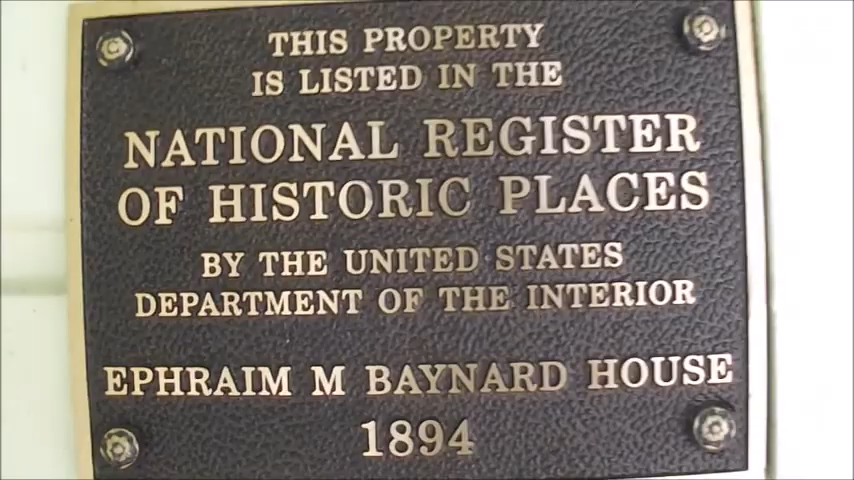 THIS PROPERTY
IS LISTED IN THE
NATIONAL REGISTER
OF HISTORIC PLACES
BY THE UNITED STATES
DEPARTMENT OF THE INTERIOR
EPHRAIM M BAYNARD HOUSE
1894